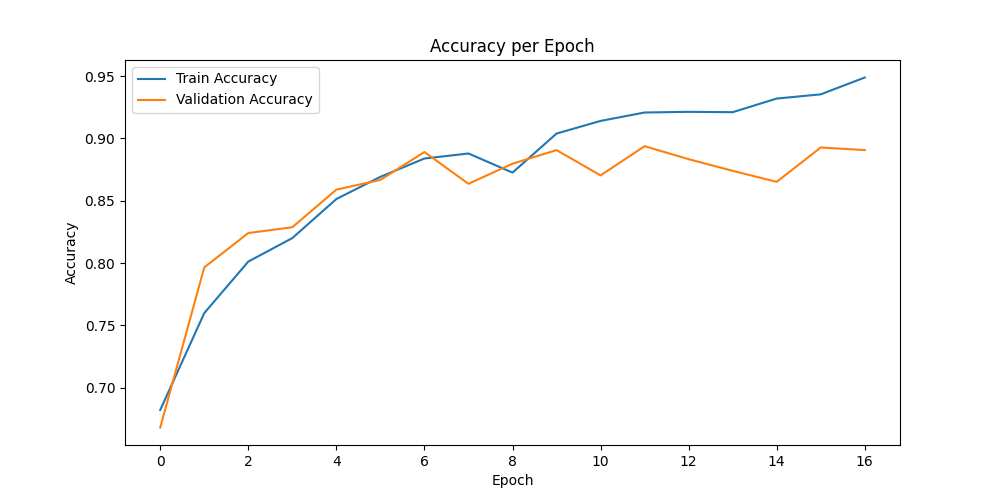 Accuracy per Epoch
Train Accuracy
Validation Accuracy
0.95
0.90
0.85
0.80
0.75
0.70
Accuracy
0 2 4 6 8 10 12 14 16
Epoch